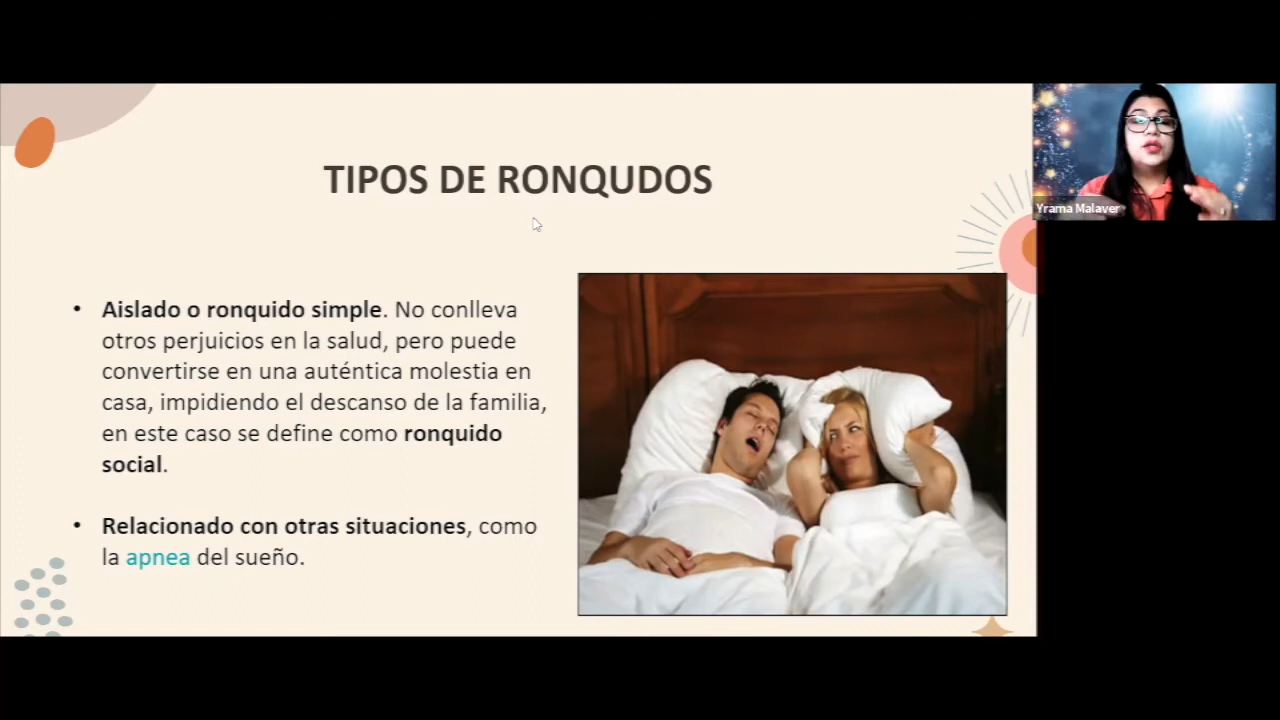 TIPOS DE RONQUDOS
Yrama Malaver
• Aislado o ronquido simple. No conlleva
otros perjuicios en la salud, pero puede
convertirse en una auténtica molestia en
casa, impidiendo el descanso de la familia,
en este caso se define como ronquido
social.
• Relacionado con otras situaciones, como
la apnea del sueño.